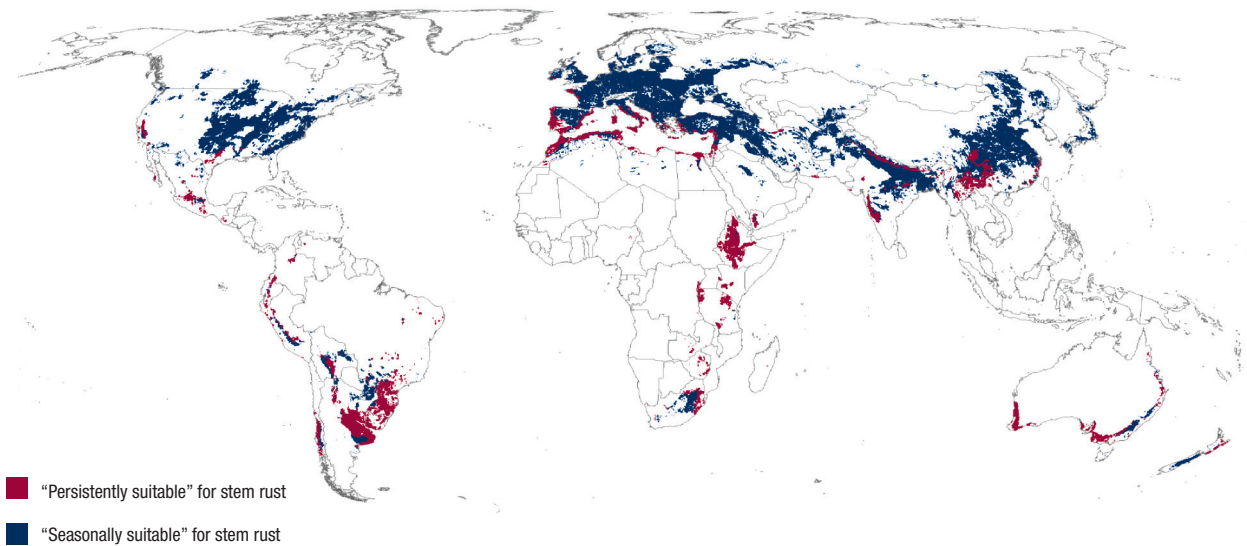 “Persistently suitable” for stem rust
“Seasonally suitable” for stem rust